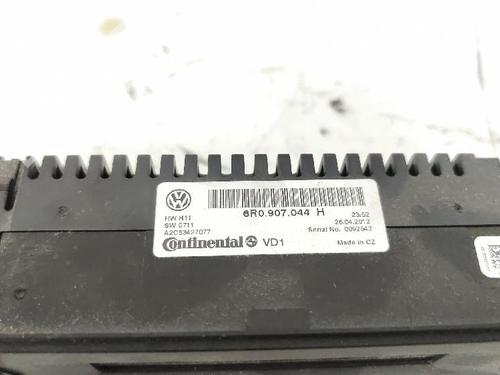 6R0.907.044 H
HW H11
23:52
SW 0711
26.04.2012
A2C53427077
Serial No. 0092643
Continental VD1
Made in CZ